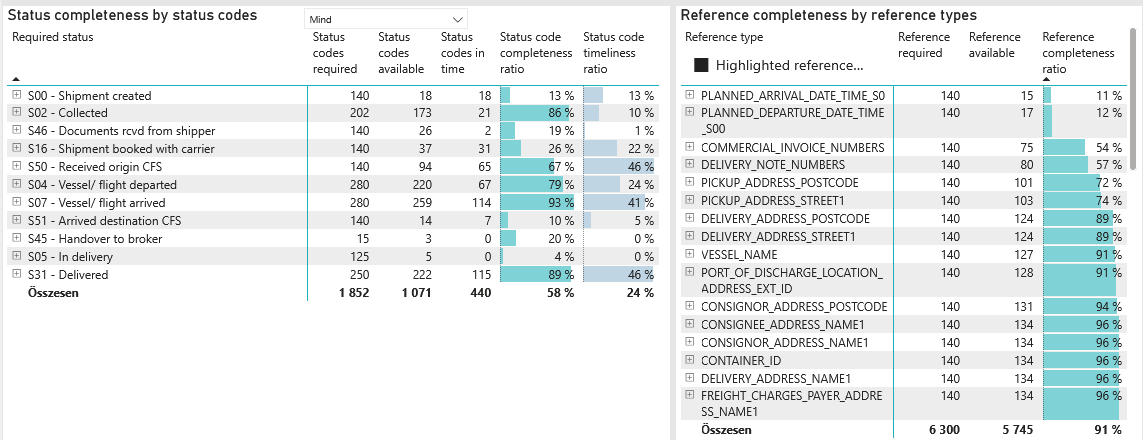 Status completeness by status codes
Mind
Required status
Status codes required
Status codes available
Status codes in time
Status code completeness ratio
Status code timeliness ratio
S00 - Shipment created 140 18 18 13 % 13 %
S02 - Collected 202 173 21 86 % 10 %
S46 - Documents rcvd from shipper 140 26 2 19 % 1 %
S16 - Shipment booked with carrier 140 37 31 26 % 22 %
S50 - Received origin CFS 140 94 65 67 % 46 %
S04 - Vessel/ flight departed 280 220 67 79 % 24 %
S07 - Vessel/ flight arrived 280 259 114 93 % 41 %
S51 - Arrived destination CFS 140 14 7 10 % 5 %
S45 - Handover to broker 15 3 0 20 % 0 %
S05 - In delivery 125 5 0 4 % 0 %
S31 - Delivered 250 222 115 89 % 46 %
Összesen 1 852 1 071 440 58 % 24 %
Reference completeness by reference types
Reference type
Reference required
Reference available
Reference completeness ratio
Highlighted reference...
PLANNED_ARRIVAL_DATE_TIME_S0 140 15 11 %
PLANNED_DEPARTURE_DATE_TIME 140 17 12 %
_S00
COMMERCIAL_INVOICE_NUMBERS 140 75 54 %
DELIVERY_NOTE_NUMBERS 140 80 57 %
PICKUP_ADDRESS_POSTCODE 140 101 72 %
PICKUP_ADDRESS_STREET1 140 103 74 %
DELIVERY_ADDRESS_POSTCODE 140 124 89 %
DELIVERY_ADDRESS_STREET1 140 124 89 %
VESSEL_NAME 140 127 91 %
PORT_OF_DISCHARGE_LOCATION_ 140 128 91 %
ADDRESS_EXT_ID
CONSIGNOR_ADDRESS_POSTCODE 140 131 94 %
CONSIGNEE_ADDRESS_NAME1 140 134 96 %
CONSIGNOR_ADDRESS_NAME1 140 134 96 %
CONTAINER_ID 140 134 96 %
DELIVERY_ADDRESS_NAME1 140 134 96 %
FREIGHT_CHARGES_PAYER_ADDRE 140 134 96 %
SS_NAME1
Összesen 6 300 5 745 91 %